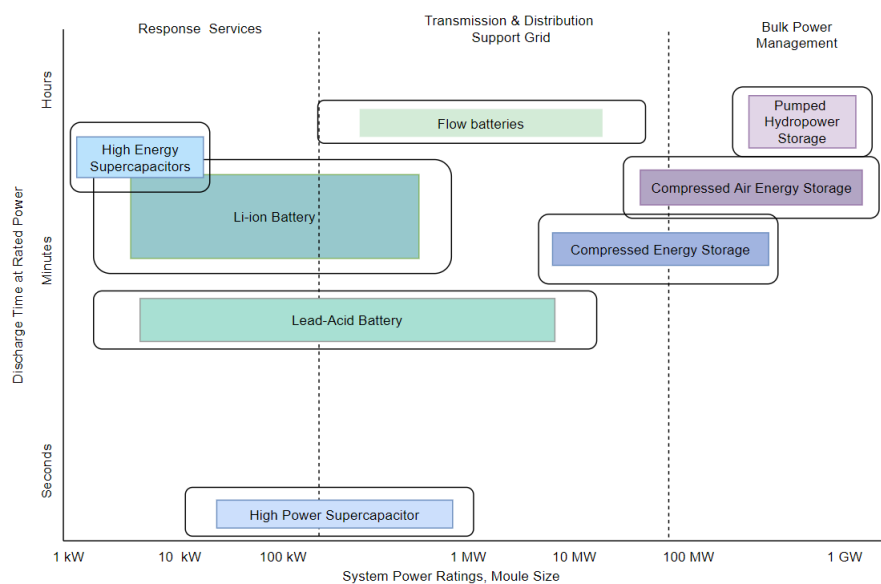 Response Services
Transmission & Distribution
Support Grid
Bulk Power
Management
Hours
Minutes
Seconds
Discharge Time at Rated Power
High Energy
Supercapacitors
Flow batteries
Pumped
Hydropower
Storage
Li-ion Battery
Compressed Air Energy Storage
Compressed Energy Storage
Lead-Acid Battery
High Power Supercapacitor
1 kW
10 kW
100 kW
1 MW
10 MW
100 MW
1 GW
System Power Ratings, Moule Size